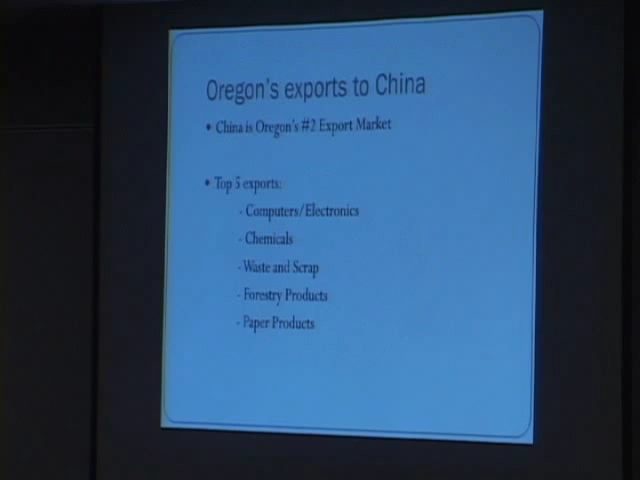 Oregon's exports to China
• China is Oregon's #2 Export Market
• Top 5 exports:
- Computers/Electronics
- Chemicals
- Waste and Scrap
- Forestry Products
- Paper Products